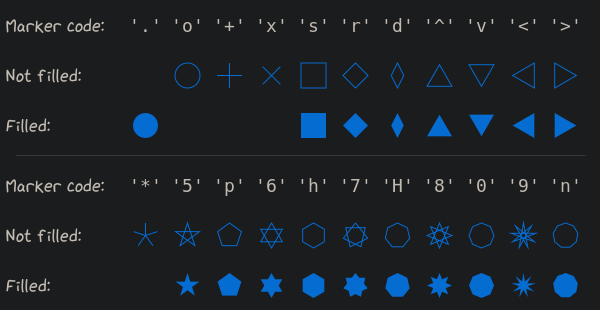 Marker code: '.' 'o' '+' 'x' 's' 'r' 'd' '^' 'v' '<' '>'
Not filled:
Filled:
Marker code: '*' '5' 'p' '6' 'h' '7' 'H' '8' '0' '9' 'n'
Not filled:
Filled: